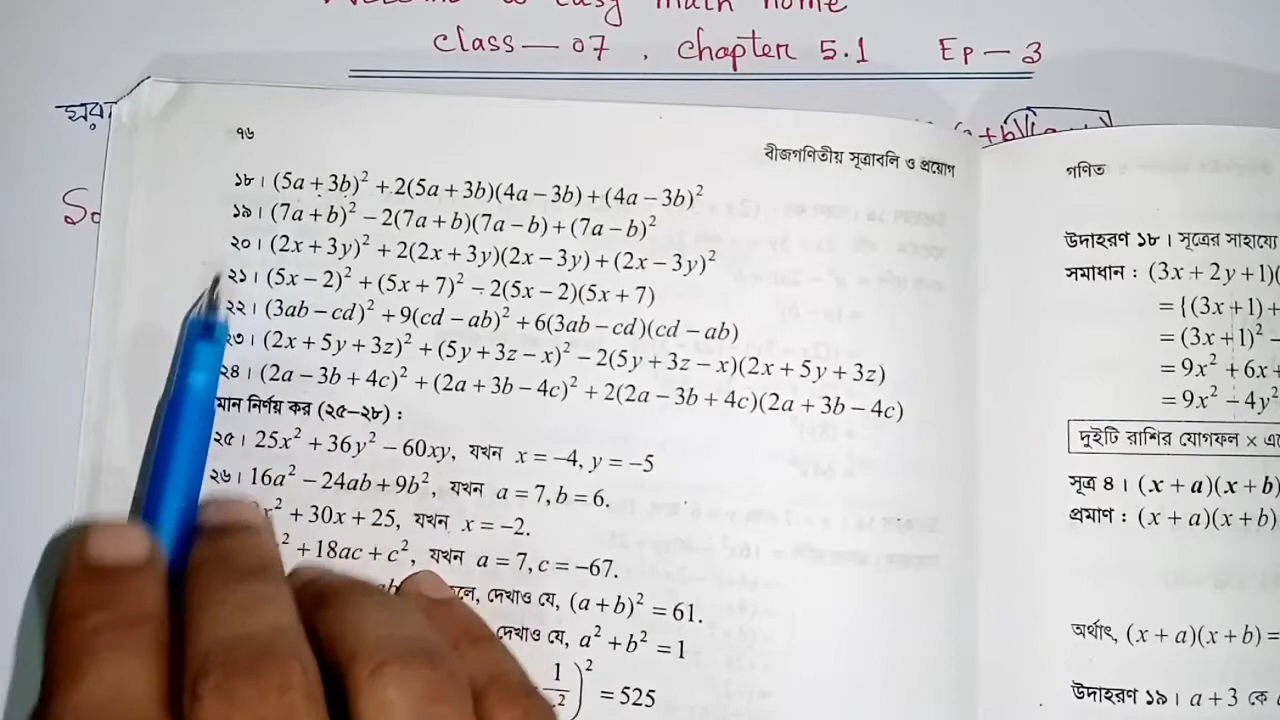 Welcome to easy math home
Class — 07 , Chapter 5.1 Ep - 3
১৬
বীজগণিতীয় সূত্রাবলি ও প্রয়োগ
১৮। (5a + 3b)² + 2(5a + 3b)(4a − 3b) + (4a − 3b)²
১৯। (7a + b)² − 2(7a + b)(7a − b) + (7a − b)²
২০। (2x + 3y)² + 2(2x + 3y)(2x − 3y) + (2x − 3y)²
২১। (5x − 2)² + (5x + 7)² − 2(5x − 2)(5x + 7)
২২। (3ab − cd)² + 9(cd − ab)² + 6(3ab − cd)(cd − ab)
২৩। (2x + 5y + 3z)² + (5y + 3z − x)² − 2(5y + 3z − x)(2x + 5y + 3z)
২৪। (2a − 3b + 4c)² + (2a + 3b − 4c)² + 2(2a − 3b + 4c)(2a + 3b − 4c)
মান নির্ণয় কর (২৫−২৮) :
২৫। 25x² + 36y² − 60xy, যখন x = −4, y = −5
২৬। 16a² − 24ab + 9b², যখন a = 7, b = 6.
+ 30x + 25, যখন x = −2.
+ 18ac + c², যখন a = 7, c = −67.
দেখাও যে, (a + b)² = 61.
দেখাও যে, a² + b² = 1
)² = 525
গণিত
উদাহরণ ১৮। সূত্রের সাহায্যে
সমাধান : (3x + 2y + 1)(
= {(3x + 1) +
= (3x + 1)² −
= 9x² + 6x +
= 9x² − 4y²
দুইটি রাশির যোগফল ×
সূত্র ৪। (x + a)(x + b)
প্রমাণ : (x + a)(x + b)
অর্থাৎ, (x + a)(x + b) =
উদাহরণ ১৯। a + 3 কে